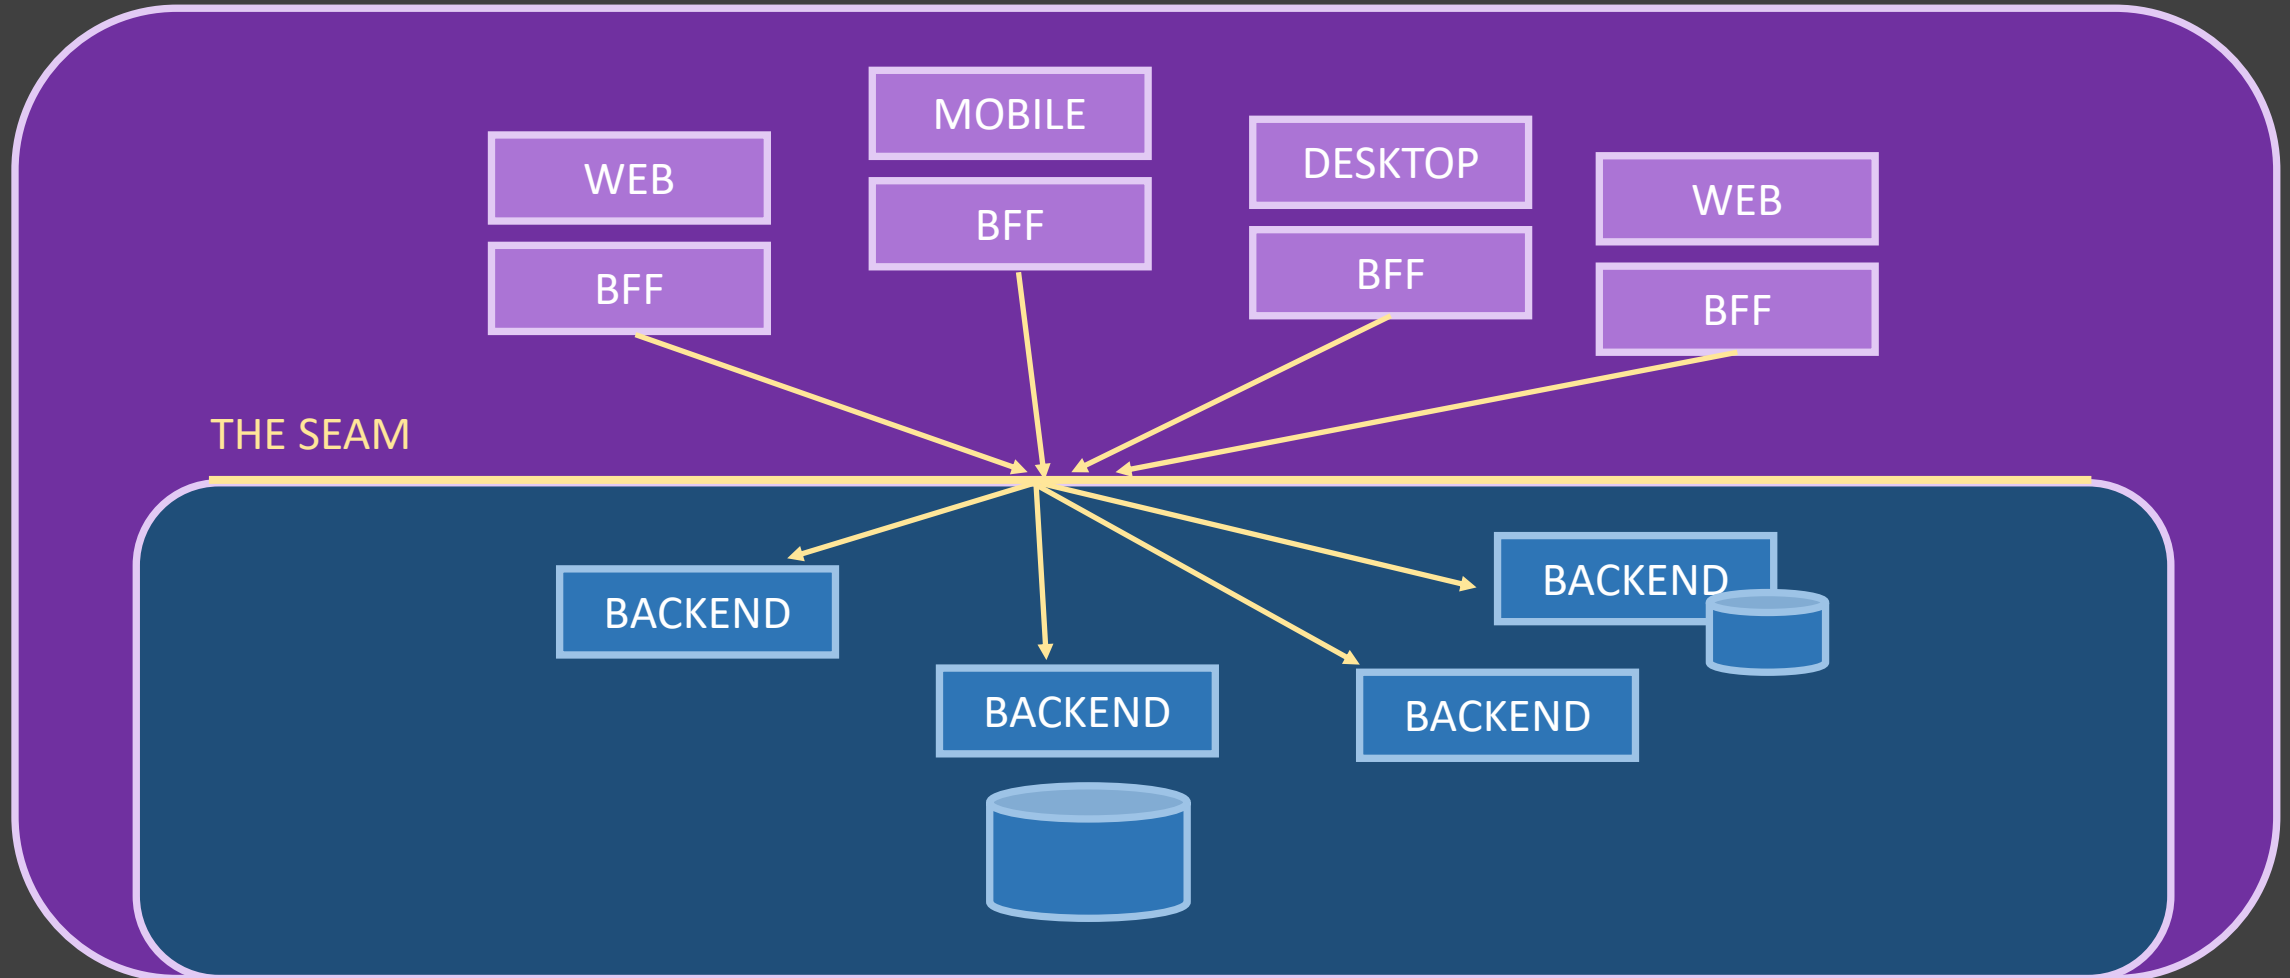 MOBILE
WEB
DESKTOP
WEB
BFF
BFF
BFF
BFF
THE SEAM
BACKEND
BACKEND
BACKEND
BACKEND